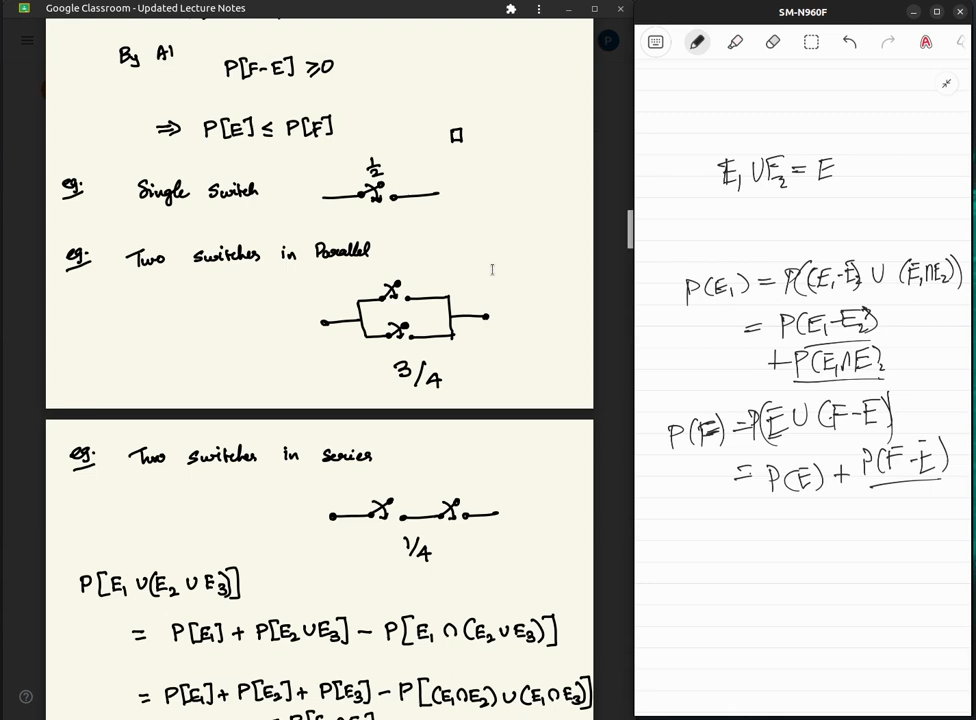 Google Classroom - Updated Lecture Notes
By A1
P[F-E] ≥0
⇒ P[E] ≤ P[F]
eg: Single Switch
1/2
eg: Two switches in Parallel
3/4
eg: Two switches in Series
1/4
P[E₁ ∪(E₂ ∪ E₃)]
= P[E₁] + P[E₂∪E₃] - P[E₁ ∩ (E₂∪E₃)]
= P[E₁] + P[E₂] + P[E₃] - P[(E₁∩E₂) ∪ (E₁∩E₃)]
SM-N960F
E₁ ∪E₂ = E
P(E₁) = P((E₁-E₂) ∪ (E₁∩E₂))
= P(E₁-E₂)
+P(E₁∩E₂)
P(F) = P(E ∪ (F-E))
= P(E) + P(F-E)